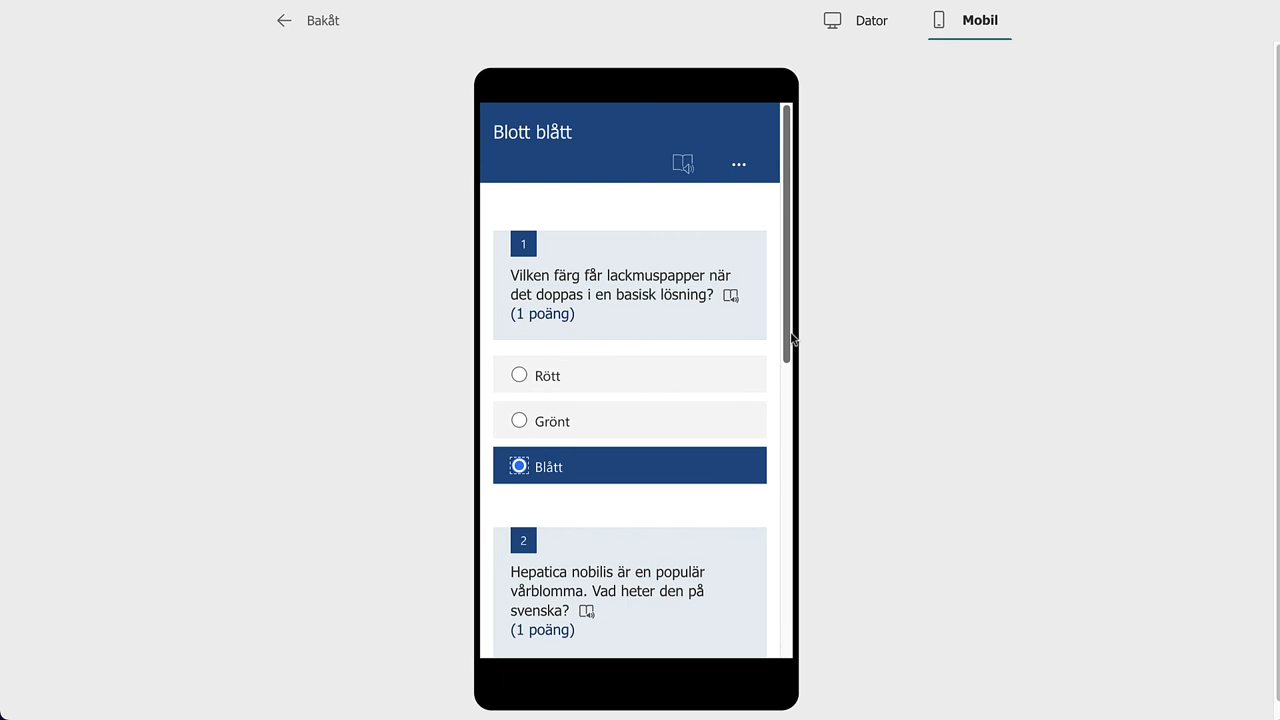 Bakåt
Dator
Mobil
Blott blått
...
1
Vilken färg får lackmuspapper när
det doppas i en basisk lösning?
(1 poäng)
Rött
Grönt
Blått
2
Hepatica nobilis är en populär
vårblomma. Vad heter den på
svenska?
(1 poäng)